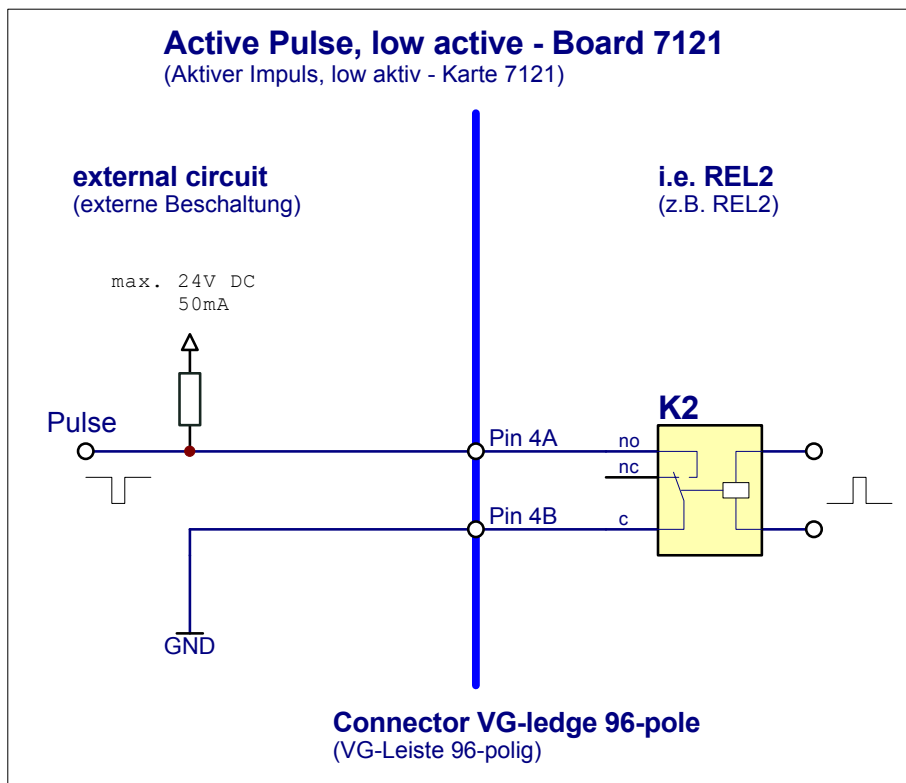 Active Pulse, low active - Board 7121
(Aktiver Impuls, low aktiv - Karte 7121)
external circuit
(externe Beschaltung)
i.e. REL2
(z.B. REL2)
max. 24V DC
50mA
K2
Pulse
Pin 4A
no
nc
Pin 4B
c
GND
Connector VG-ledge 96-pole
(VG-Leiste 96-polig)